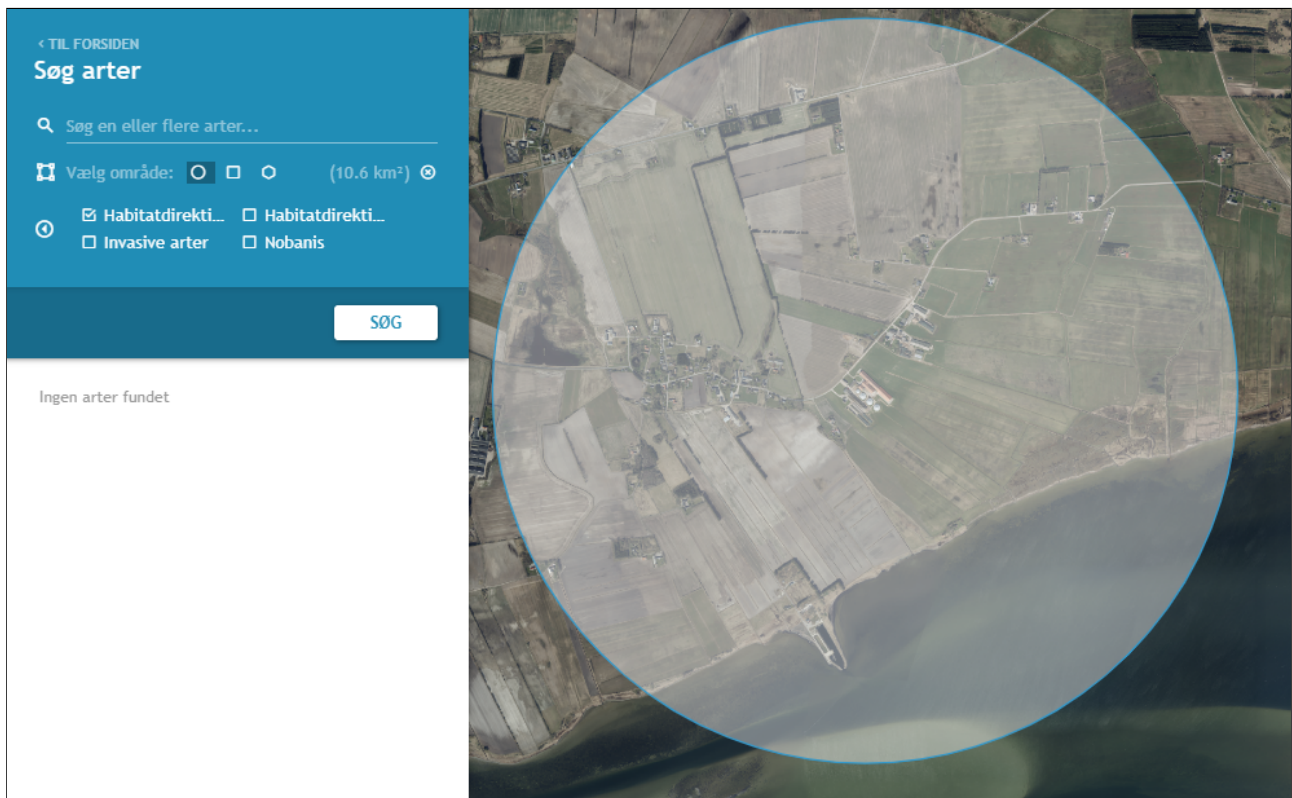 ‹ TIL FORSIDEN
Søg arter
Søg en eller flere arter...
Vælg område: (10.6 km²)
Habitatdirekti... Habitatdirekti...
Invasive arter Nobanis
SØG
Ingen arter fundet